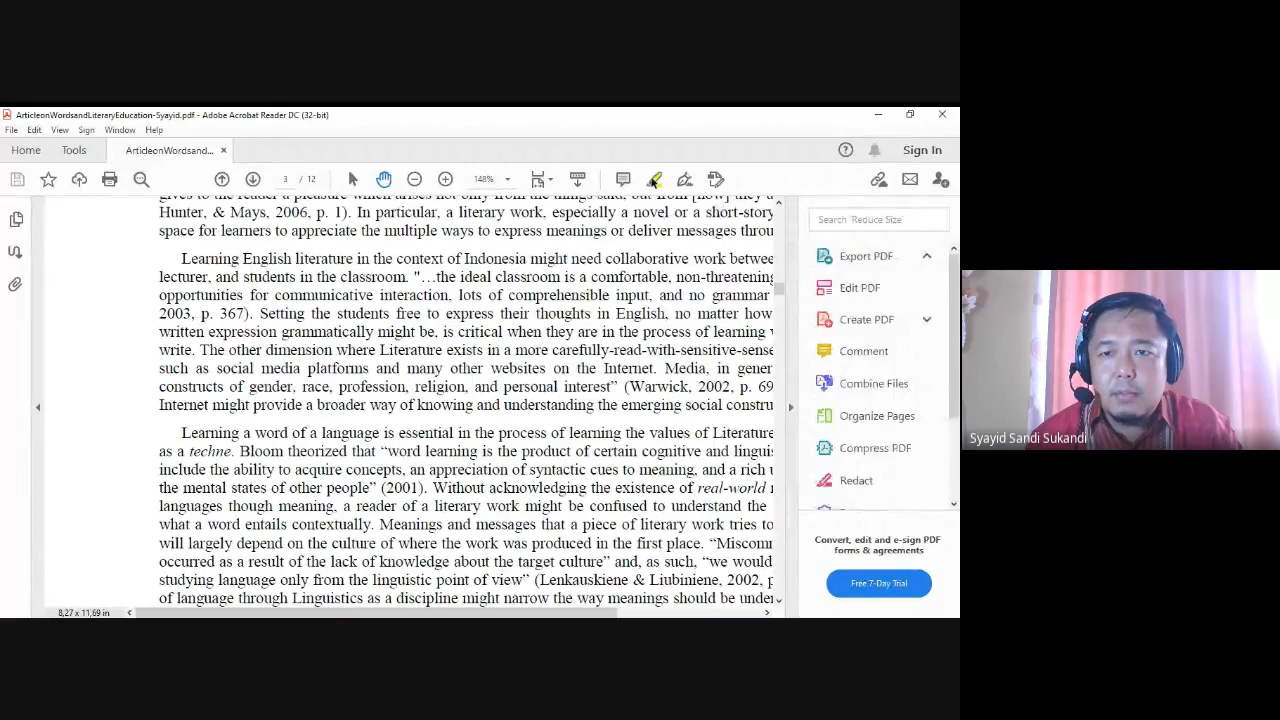 ArticleonWordsandLiteraryEducation-Syayid.pdf - Adobe Acrobat Reader DC (32-bit)
File Edit View Sign Window Help
Home Tools ArticleonWordsand... × Sign In
3 / 12 148%
gives to the reader a pleasure which arises not only from the things said, but from [how] they a
Hunter, & Mays, 2006, p. 1). In particular, a literary work, especially a novel or a short-story
space for learners to appreciate the multiple ways to express meanings or deliver messages throu
Learning English literature in the context of Indonesia might need collaborative work betwee
lecturer, and students in the classroom. "…the ideal classroom is a comfortable, non-threatening
opportunities for communicative interaction, lots of comprehensible input, and no grammar
2003, p. 367). Setting the students free to express their thoughts in English, no matter how
written expression grammatically might be, is critical when they are in the process of learning
write. The other dimension where Literature exists in a more carefully-read-with-sensitive-sense
such as social media platforms and many other websites on the Internet. Media, in gener
constructs of gender, race, profession, religion, and personal interest” (Warwick, 2002, p. 69
Internet might provide a broader way of knowing and understanding the emerging social constru
Learning a word of a language is essential in the process of learning the values of Literature
as a techne. Bloom theorized that “word learning is the product of certain cognitive and linguis
include the ability to acquire concepts, an appreciation of syntactic cues to meaning, and a rich u
the mental states of other people” (2001). Without acknowledging the existence of real-world
languages though meaning, a reader of a literary work might be confused to understand the
what a word entails contextually. Meanings and messages that a piece of literary work tries to
will largely depend on the culture of where the work was produced in the first place. “Miscomm
occurred as a result of the lack of knowledge about the target culture” and, as such, “we would
studying language only from the linguistic point of view” (Lenkauskiene & Liubiniene, 2002, p
of language through Linguistics as a discipline might narrow the way meanings should be under
8,27 x 11,69 in
Search 'Reduce Size'
Export PDF
Edit PDF
Create PDF
Comment
Combine Files
Organize Pages
Compress PDF
Redact
Convert, edit and e-sign PDF
forms & agreements
Free 7-Day Trial
Syayid Sandi Sukandi